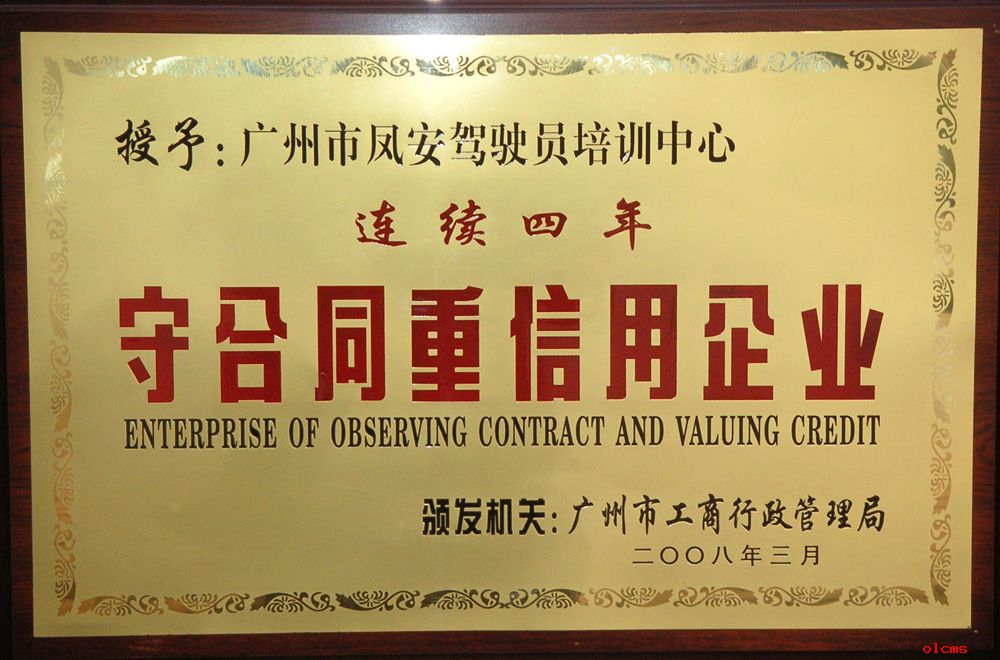 授予：广州市凤安驾驶员培训中心
连续四年
守合同重信用企业
ENTERPRISE OF OBSERVING CONTRACT AND VALUING CREDIT
颁发机关：广州市工商行政管理局
二〇〇八年三月
olcms